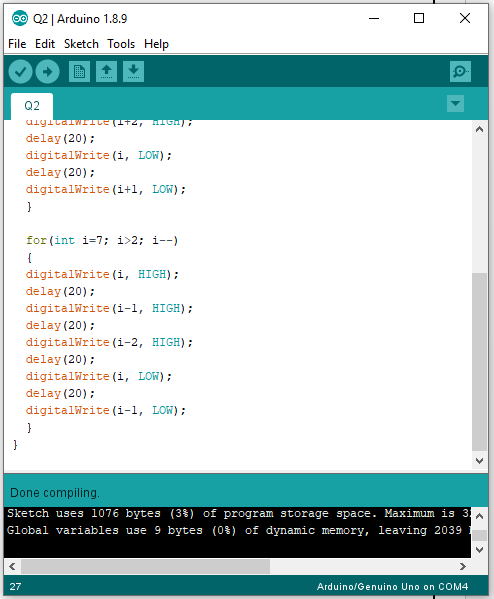 Q2 | Arduino 1.8.9
File Edit Sketch Tools Help
Q2
digitalWrite(i+2, HIGH);
delay(20);
digitalWrite(i, LOW);
delay(20);
digitalWrite(i+1, LOW);
}
for(int i=7; i>2; i--)
{
digitalWrite(i, HIGH);
delay(20);
digitalWrite(i-1, HIGH);
delay(20);
digitalWrite(i-2, HIGH);
delay(20);
digitalWrite(i, LOW);
delay(20);
digitalWrite(i-1, LOW);
}
}
Done compiling.
Sketch uses 1076 bytes (3%) of program storage space. Maximum is
Global variables use 9 bytes (0%) of dynamic memory, leaving 2039
27
Arduino/Genuino Uno on COM4